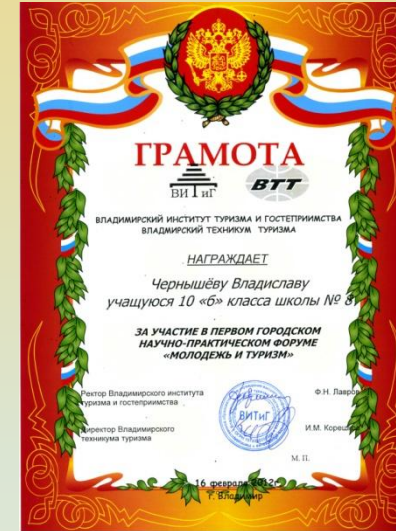 ГРАМОТА
ВИТиГ
ВТТ
ВЛАДИМИРСКИЙ ИНСТИТУТ ТУРИЗМА И ГОСТЕПРИИМСТВА
ВЛАДМИРСКИЙ ТЕХНИКУМ ТУРИЗМА
НАГРАЖДАЕТ
Чернышёву Владиславу
учащуюся 10 «б» класса школы № 8
ЗА УЧАСТИЕ В ПЕРВОМ ГОРОДСКОМ
НАУЧНО-ПРАКТИЧЕСКОМ ФОРУМЕ
«МОЛОДЕЖЬ И ТУРИЗМ»
Ректор Владимирского института
туризма и гостеприимства
Ф.Н. Лавров
Директор Владимирского
техникума туризма
И.М.
ВИТиГ
М. П.
16 февраля 2012г.
г. Владимир